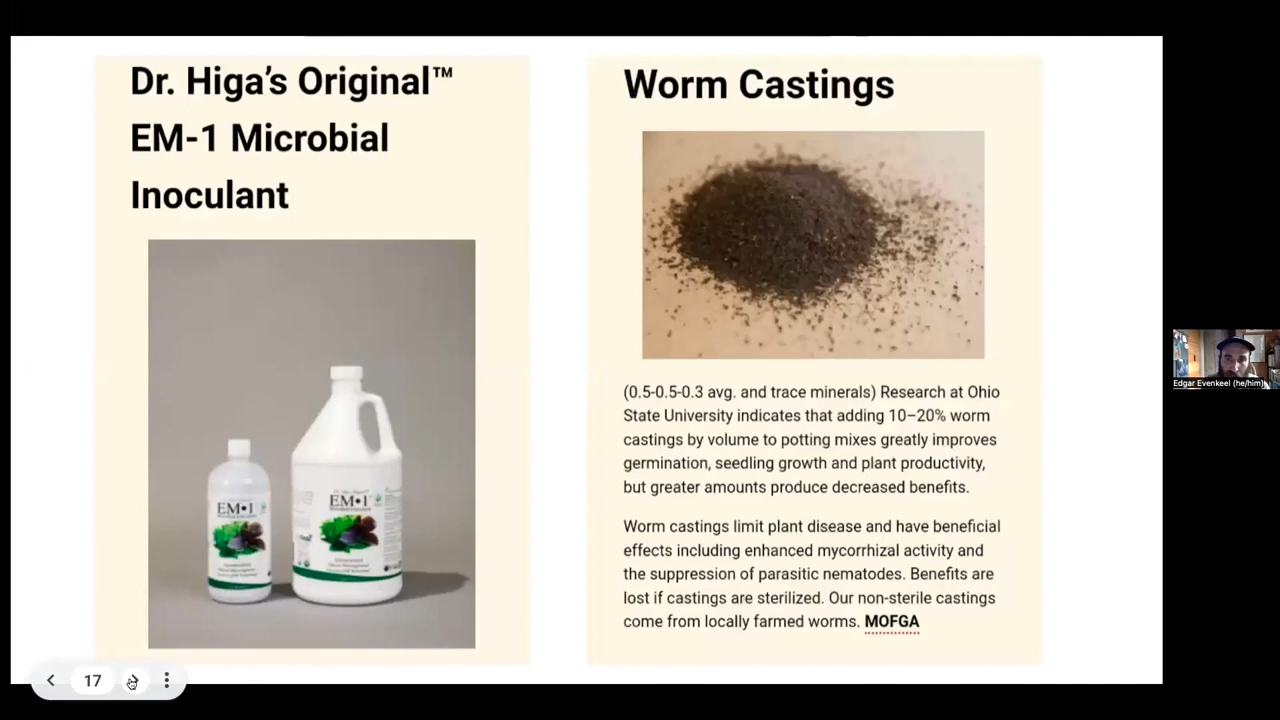 Dr. Higa's Original™
EM-1 Microbial
Inoculant
EM•1
EM•1
Worm Castings
(0.5-0.5-0.3 avg. and trace minerals) Research at Ohio
State University indicates that adding 10–20% worm
castings by volume to potting mixes greatly improves
germination, seedling growth and plant productivity,
but greater amounts produce decreased benefits.
Worm castings limit plant disease and have beneficial
effects including enhanced mycorrhizal activity and
the suppression of parasitic nematodes. Benefits are
lost if castings are sterilized. Our non-sterile castings
come from locally farmed worms. MOFGA
Edgar Evenkeel (he/him)
17